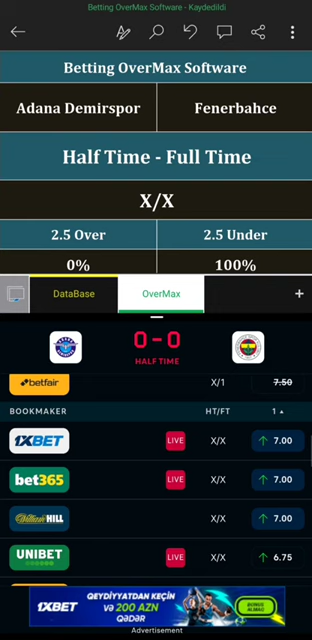 Betting OverMax Software - Kaydedildi
Betting OverMax Software
Adana Demirspor Fenerbahce
Half Time - Full Time
X/X
2.5 Over 2.5 Under
0% 100%
DataBase OverMax +
0 - 0
HALF TIME
betfair X/1 7.50
BOOKMAKER HT/FT 1
1XBET LIVE X/X 7.00
bet365 LIVE X/X 7.00
William HILL X/X 7.00
UNIBET LIVE X/X 6.75
1XBET QEYDİYYATDAN KEÇİN
VƏ 200 AZN
QƏDƏR
BONUS
ALMAQ
Advertisement